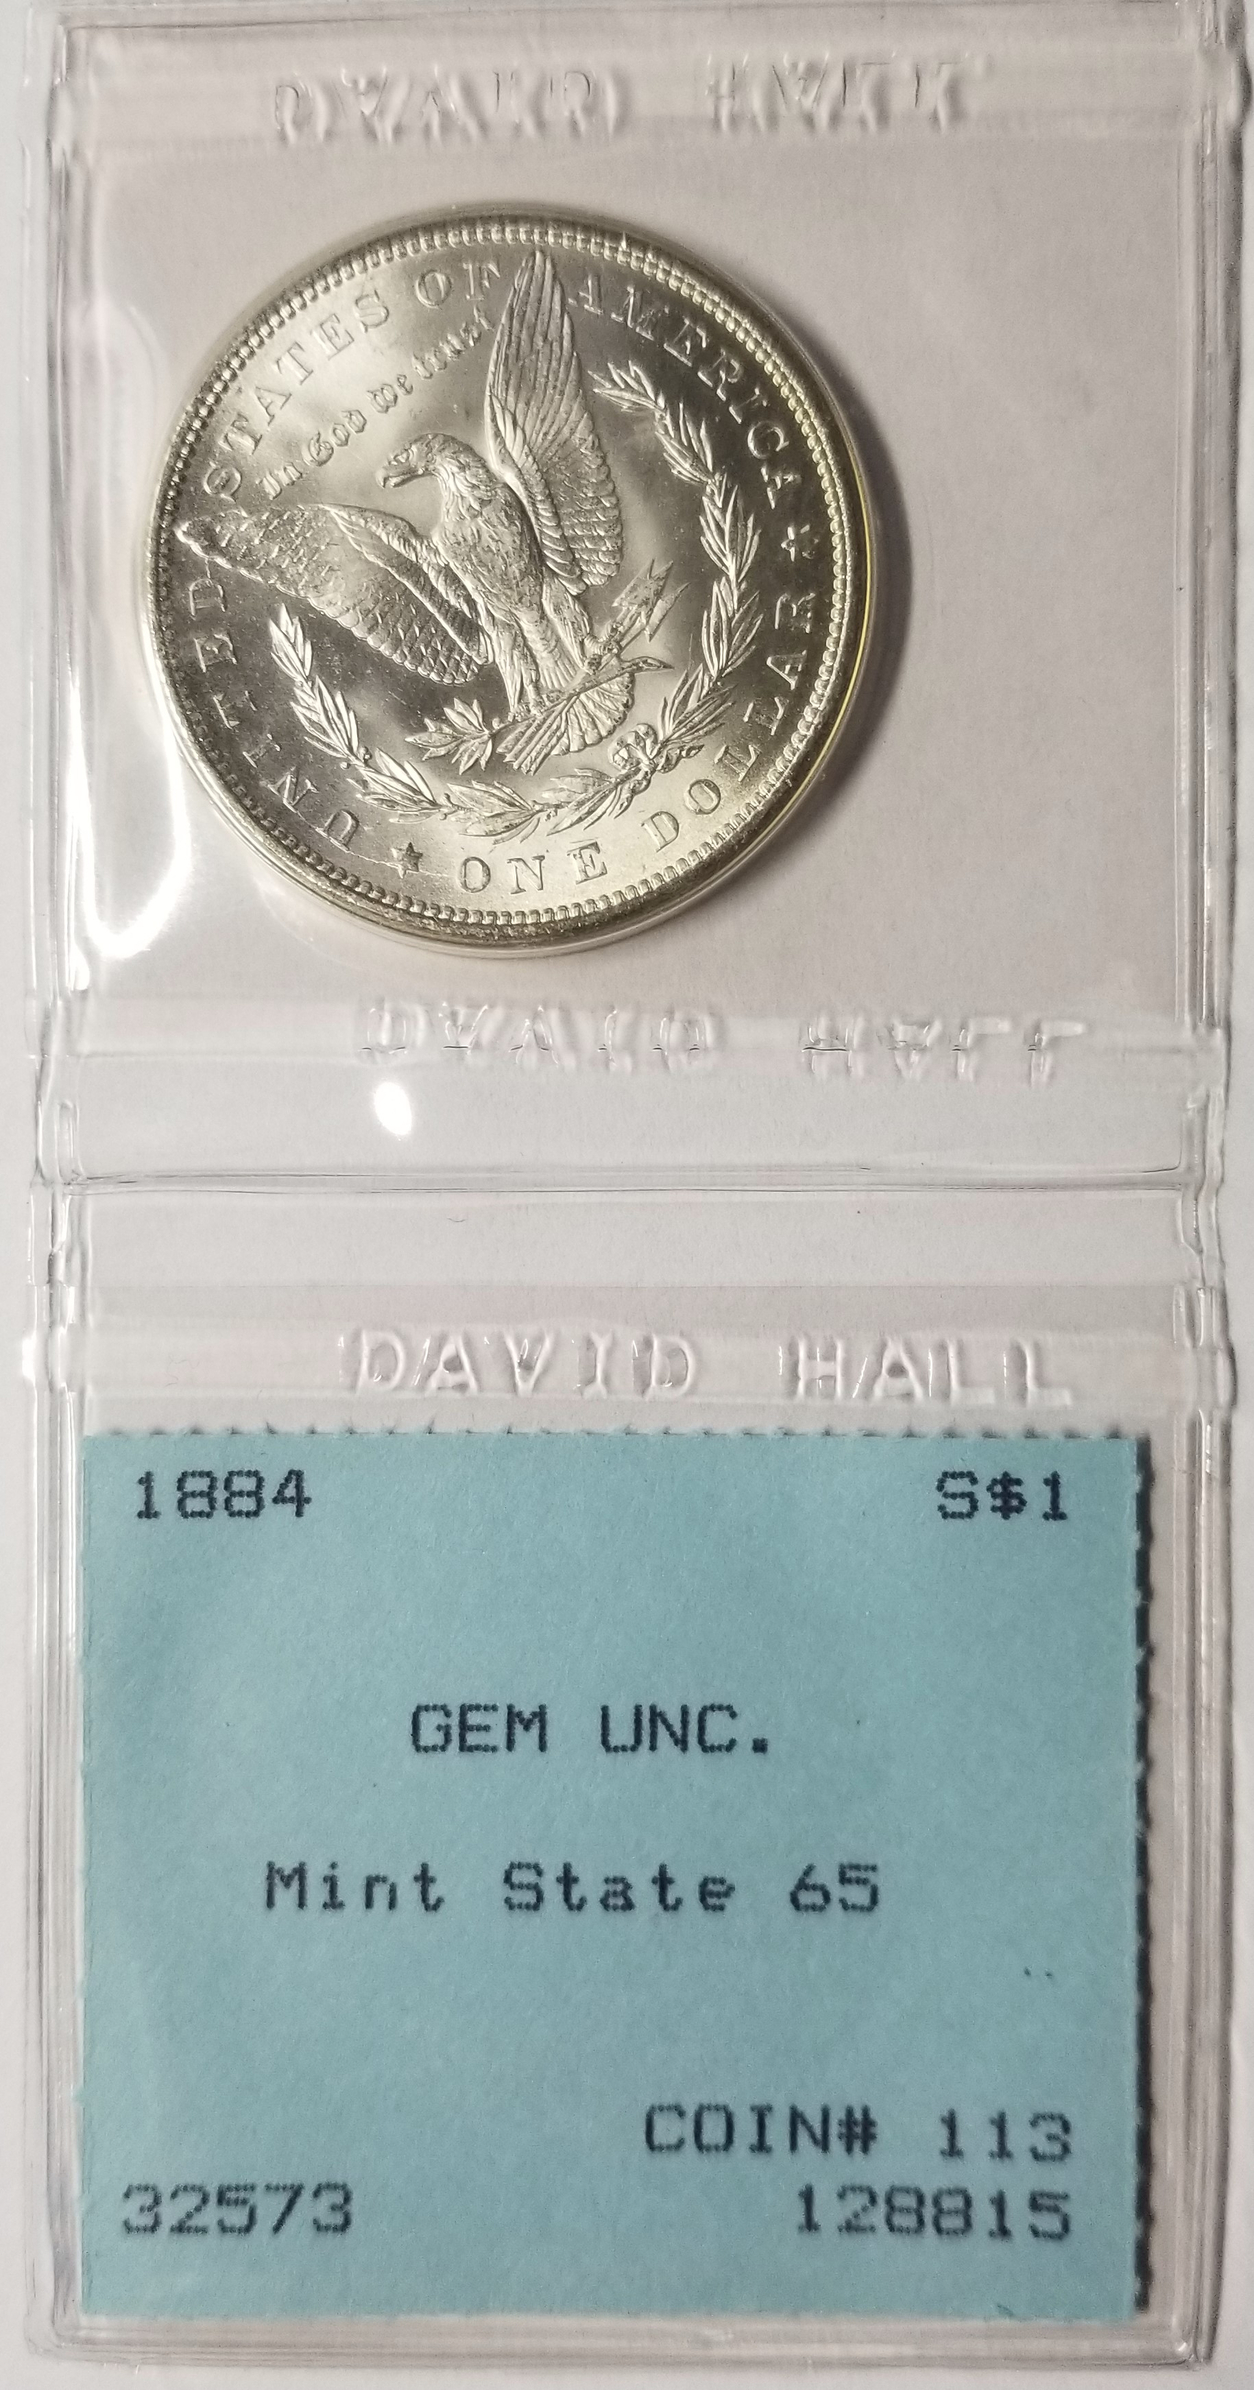 DAVID HALL
UNITED STATES OF AMERICA
In God we trust
ONE DOLLAR
DAVID HALL
DAVID HALL
1884 S$1
GEM UNC.
Mint State 65
COIN# 113
32573 128815